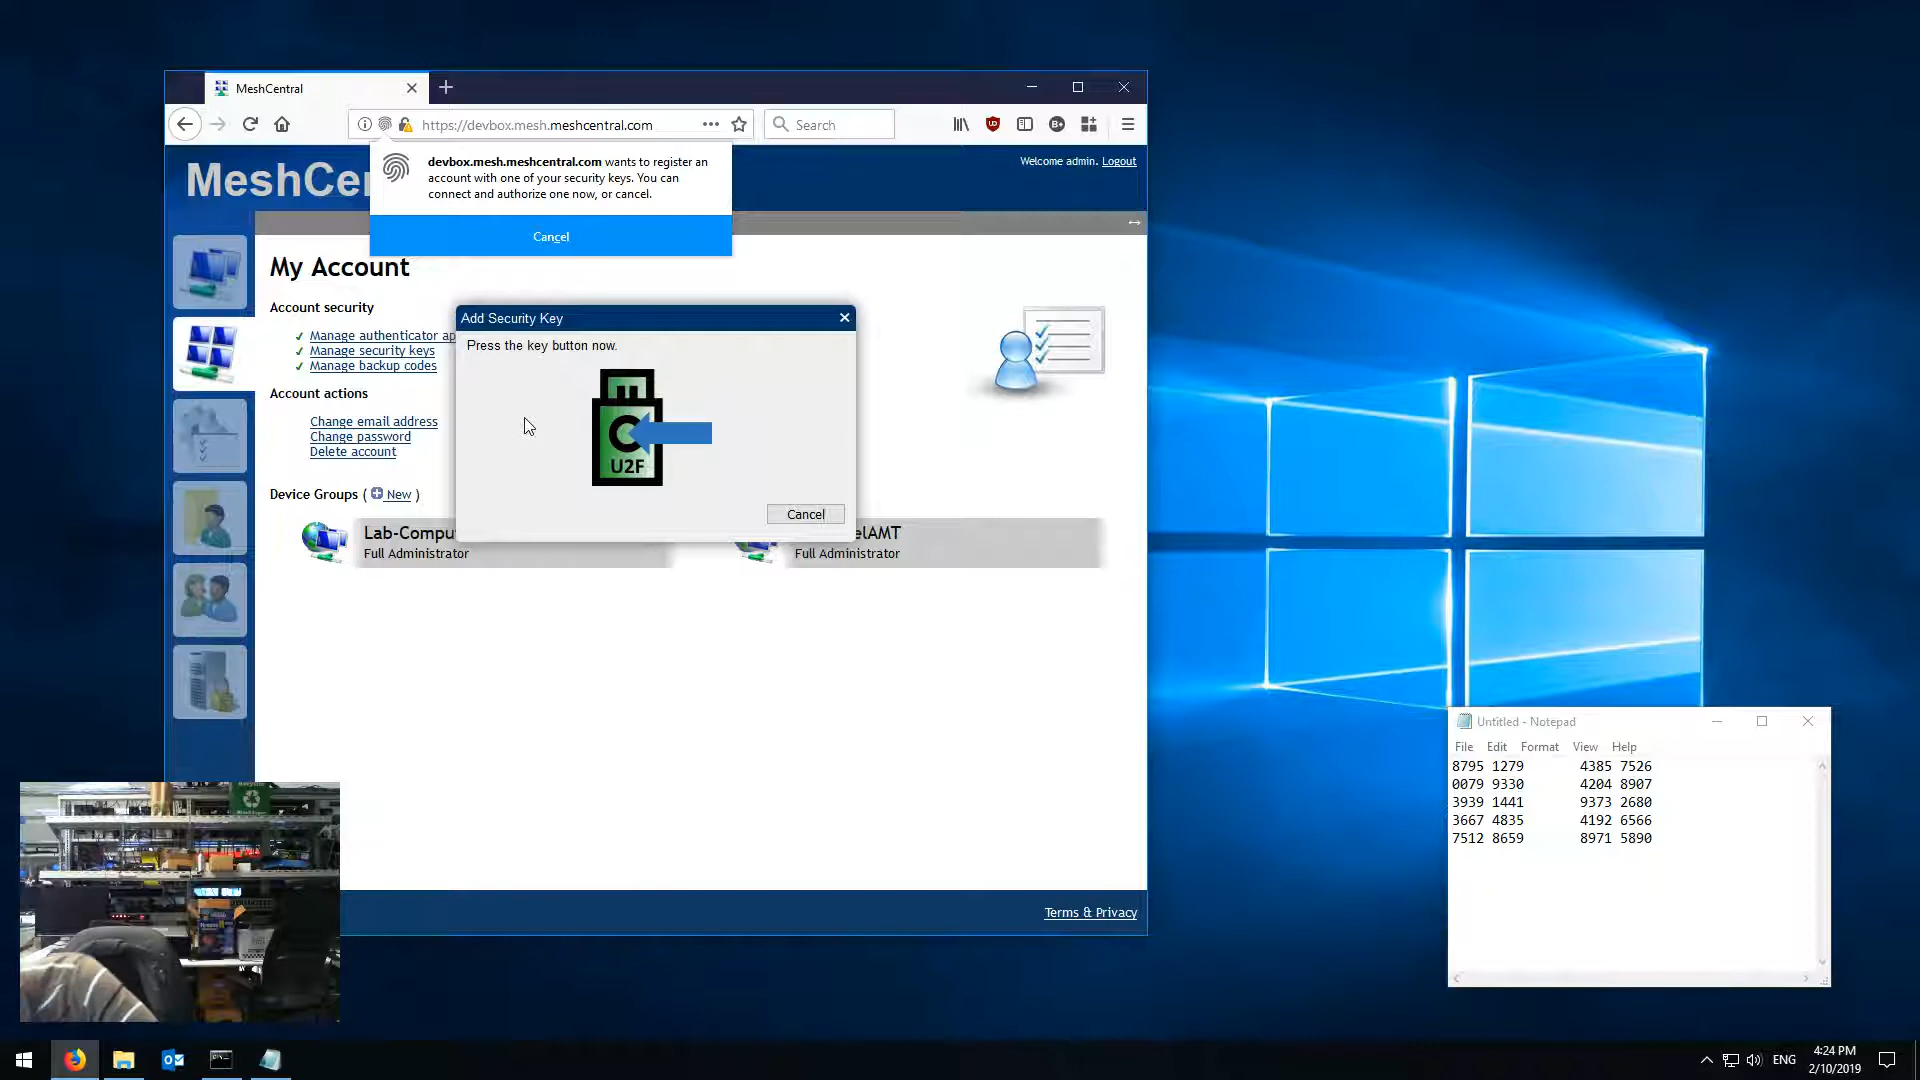 MeshCentral
https://devbox.mesh.meshcentral.com
Search
devbox.mesh.meshcentral.com wants to register an
account with one of your security keys. You can
connect and authorize one now, or cancel.
Cancel
Welcome admin. Logout
My Account
Account security
Manage authenticator ap
Manage security keys
Manage backup codes
Account actions
Change email address
Change password
Delete account
Device Groups ( New )
Lab-Compu
Full Administrator
elAMT
Full Administrator
Add Security Key
Press the key button now.
U2F
Cancel
Terms & Privacy
Untitled - Notepad
File Edit Format View Help
8795 1279 4385 7526
0079 9330 4204 8907
3939 1441 9373 2680
3667 4835 4192 6566
7512 8659 8971 5890
ENG
4:24 PM
2/10/2019